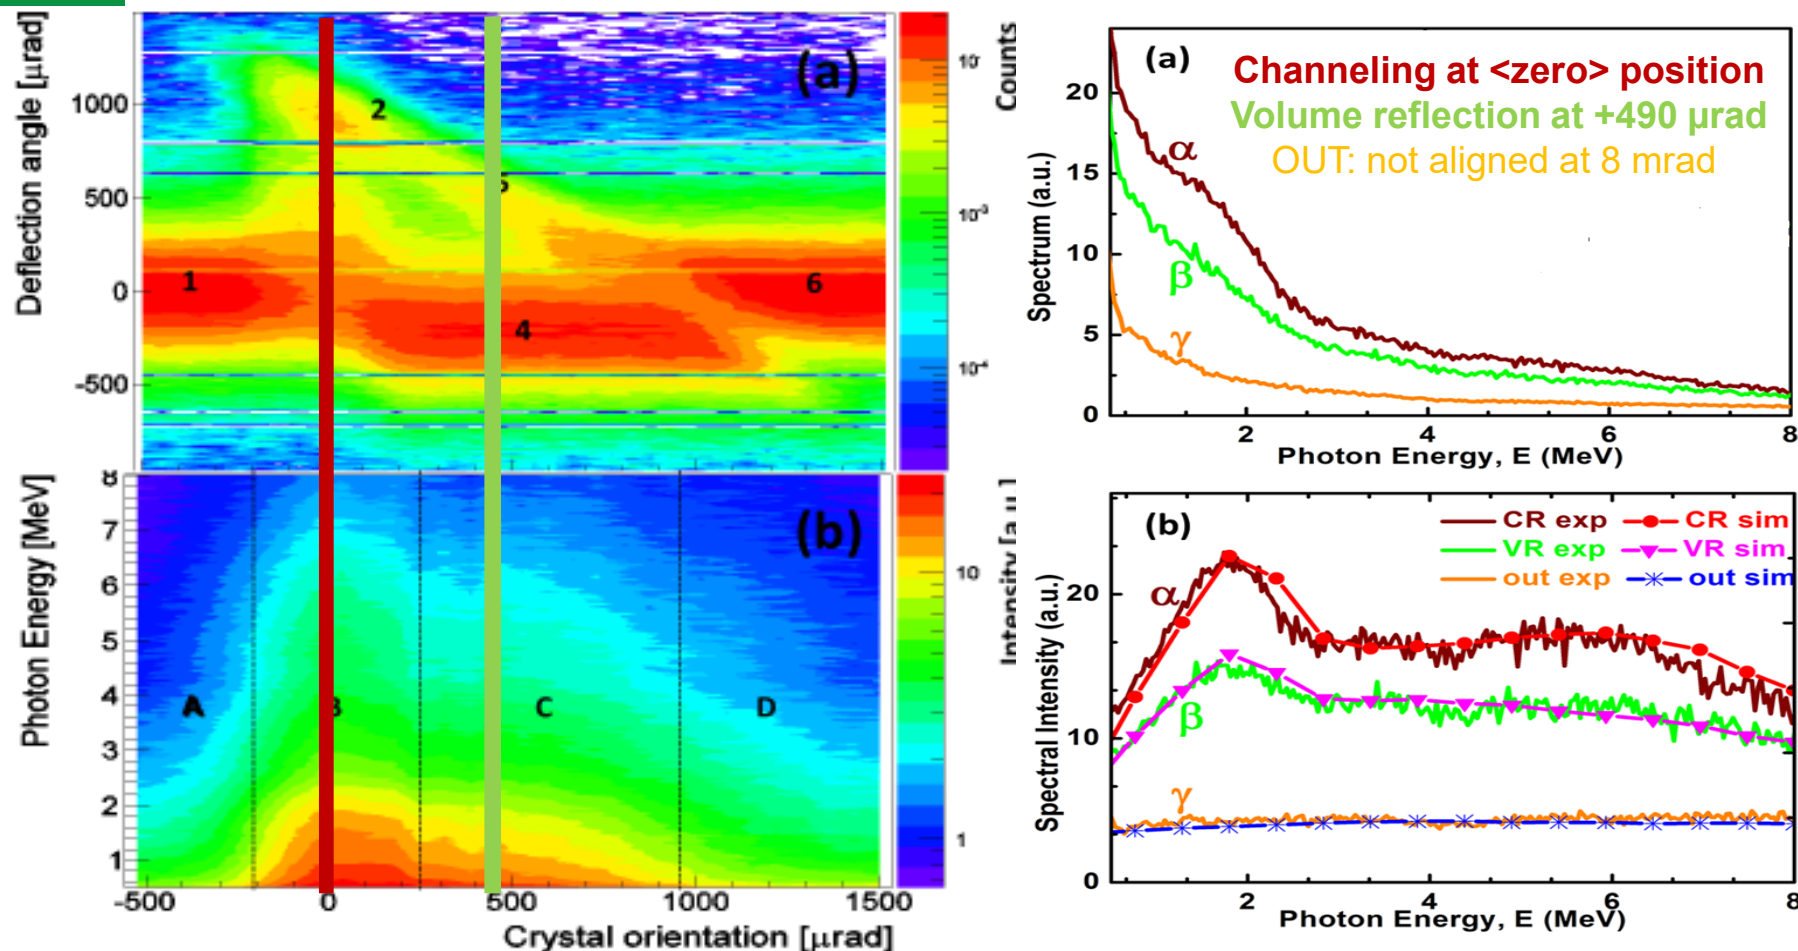 Deflection angle [μrad]
1000
500
0
-500
(a)
1
2
4
6
Counts
10⁻³
10⁻⁴
Photon Energy [MeV]
8
7
6
5
4
3
2
1
(b)
A
C
D
10
1
-500
0
500
1000
1500
Crystal orientation [μrad]
(a)
Channeling at <zero> position
Volume reflection at +490 μrad
OUT: not aligned at 8 mrad
α
β
γ
Spectrum (a.u.)
20
15
10
5
0
2
4
6
8
Photon Energy, E (MeV)
(b)
CR exp
CR sim
VR exp
VR sim
out exp
out sim
α
β
γ
Spectral Intensity (a.u.)
20
10
0
2
4
6
8
Photon Energy, E (MeV)